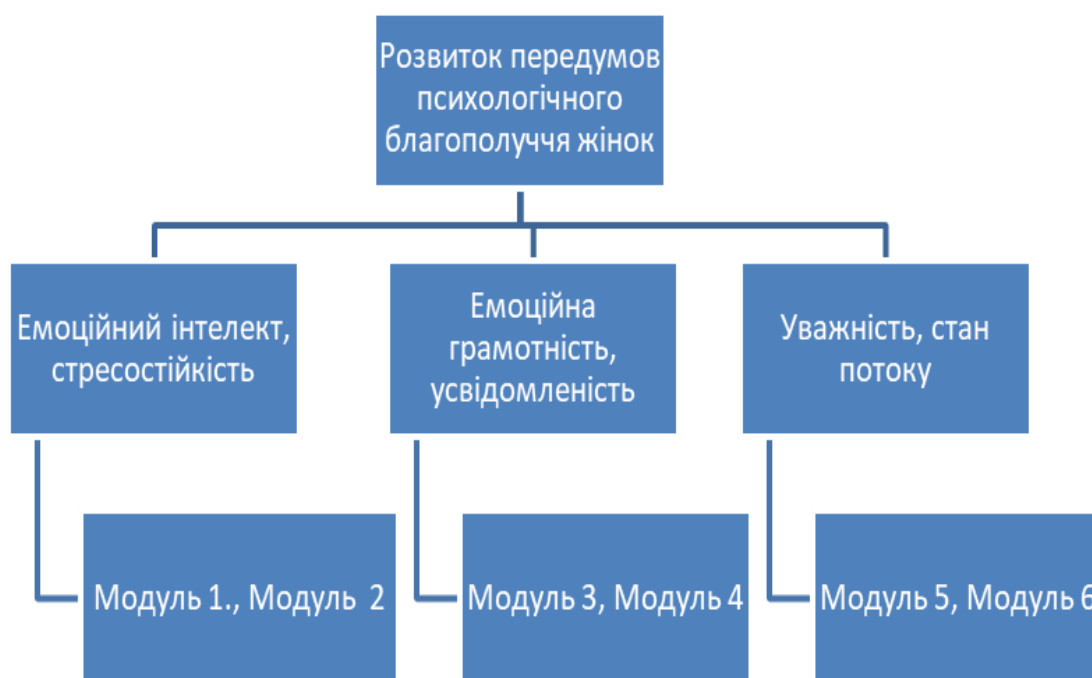 Розвиток передумов
психологічного
благополуччя жінок
Емоційний інтелект,
стресостійкість
Емоційна
грамотність,
усвідомленість
Уважність, стан
потоку
Модуль 1., Модуль 2
Модуль 3, Модуль 4
Модуль 5, Модуль 6